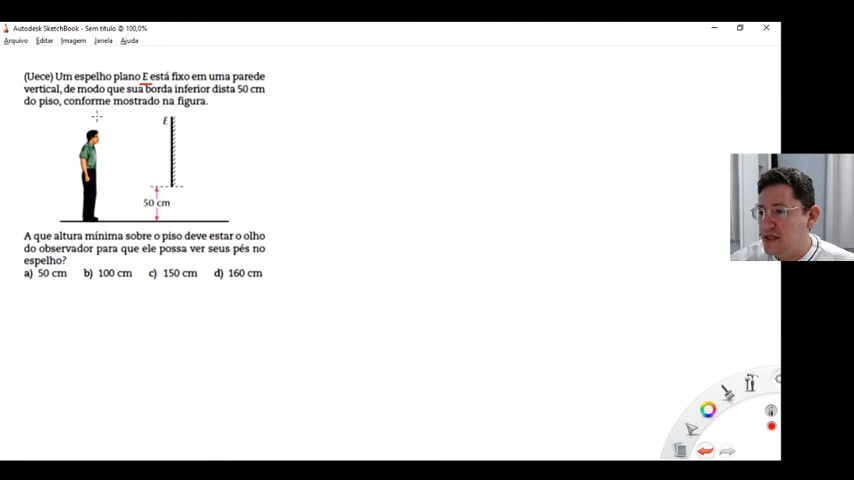 Autodesk SketchBook - Sem título @ 100,0%
Arquivo Editar Imagem Janela Ajuda
(Uece) Um espelho plano E está fixo em uma parede
vertical, de modo que sua borda inferior dista 50 cm
do piso, conforme mostrado na figura.
E
50 cm
A que altura mínima sobre o piso deve estar o olho
do observador para que ele possa ver seus pés no
espelho?
a) 50 cm b) 100 cm c) 150 cm d) 160 cm